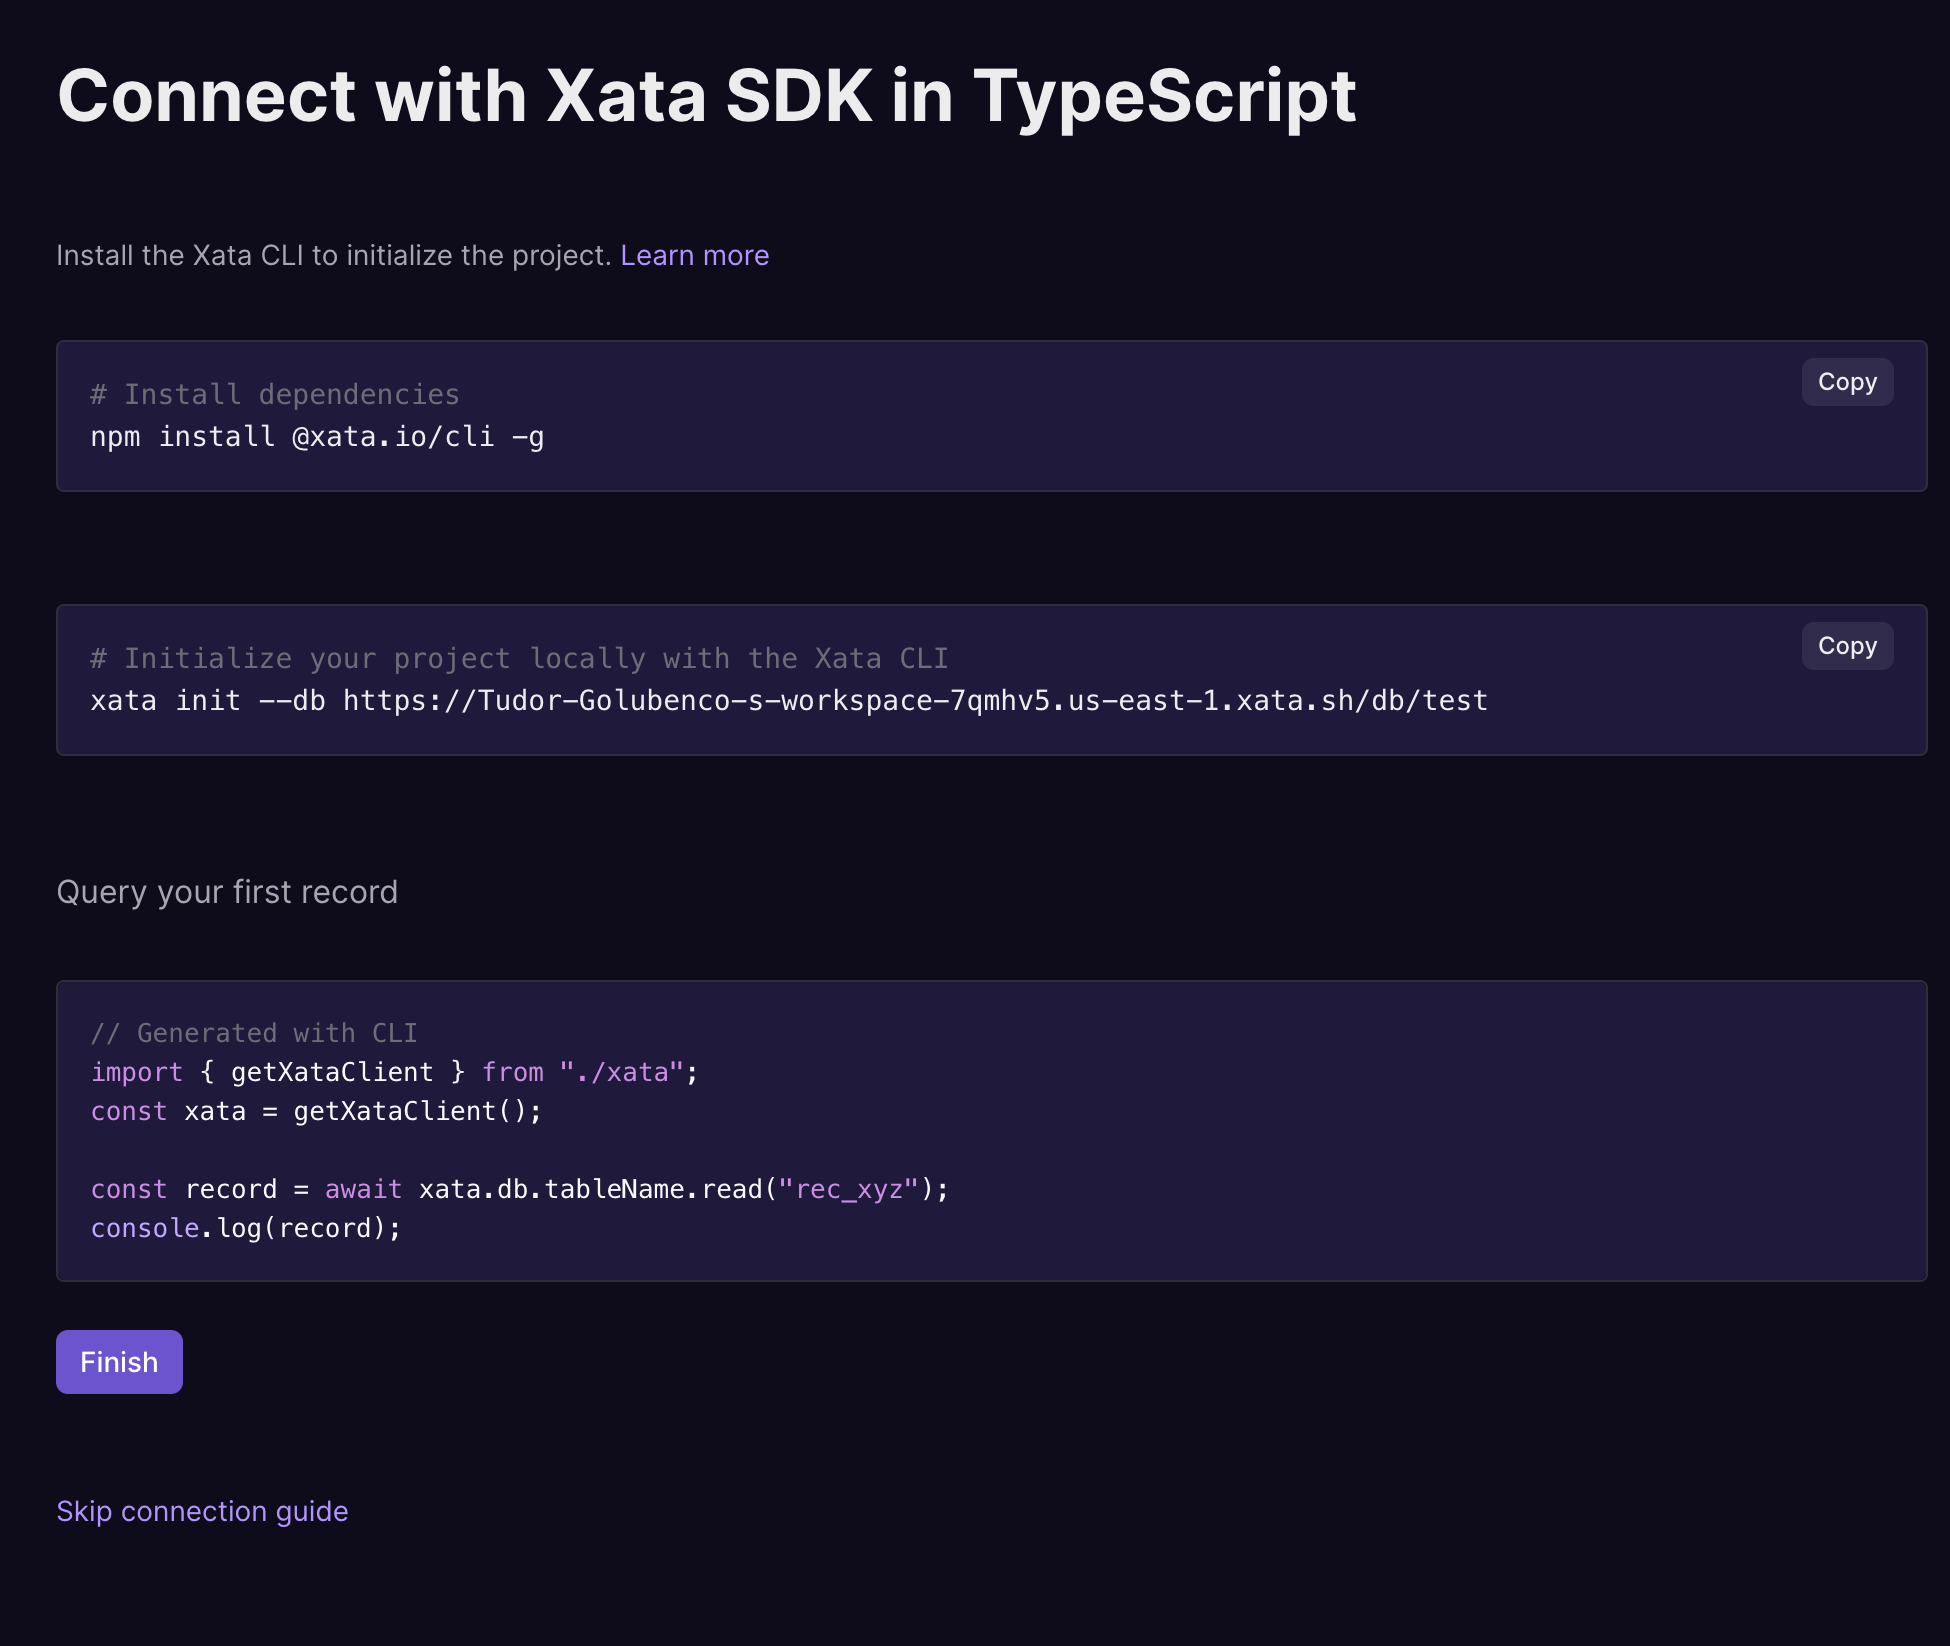 Connect with Xata SDK in TypeScript
Install the Xata CLI to initialize the project. Learn more
Copy
# Install dependencies
npm install @xata.io/cli -g
Copy
# Initialize your project locally with the Xata CLI
xata init --db https://Tudor-Golubenco-s-workspace-7qmhv5.us-east-1.xata.sh/db/test
Query your first record
// Generated with CLI
import { getXataClient } from "./xata";
const xata = getXataClient();
const record = await xata.db.tableName.read("rec_xyz");
console.log(record);
Finish
Skip connection guide